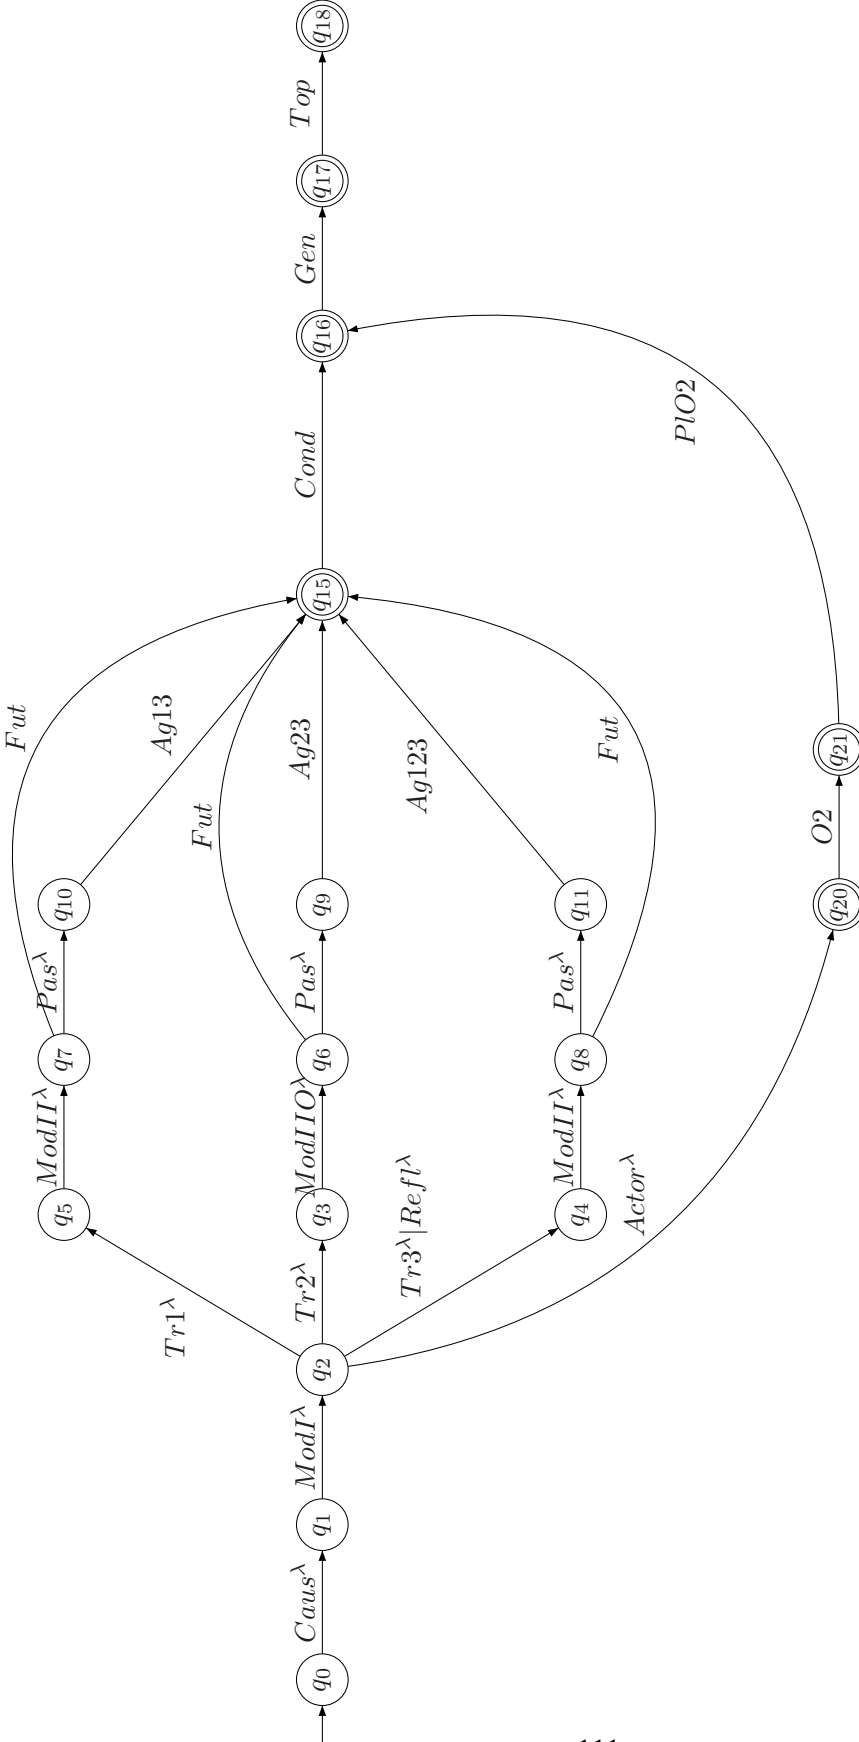 q0
Caus^λ
q1
ModI^λ
q2
Tr1^λ
q5
ModII^λ
q7
Pas^λ
q10
Ag13
Fut
Tr2^λ
q3
ModIIO^λ
q6
Pas^λ
q9
Ag23
Fut
Tr3^λ|Refl^λ
q4
ModII^λ
q8
Pas^λ
q11
Ag123
Fut
Actor^λ
q20
O2
q21
PlO2
q15
Cond
q16
Gen
q17
Top
q18